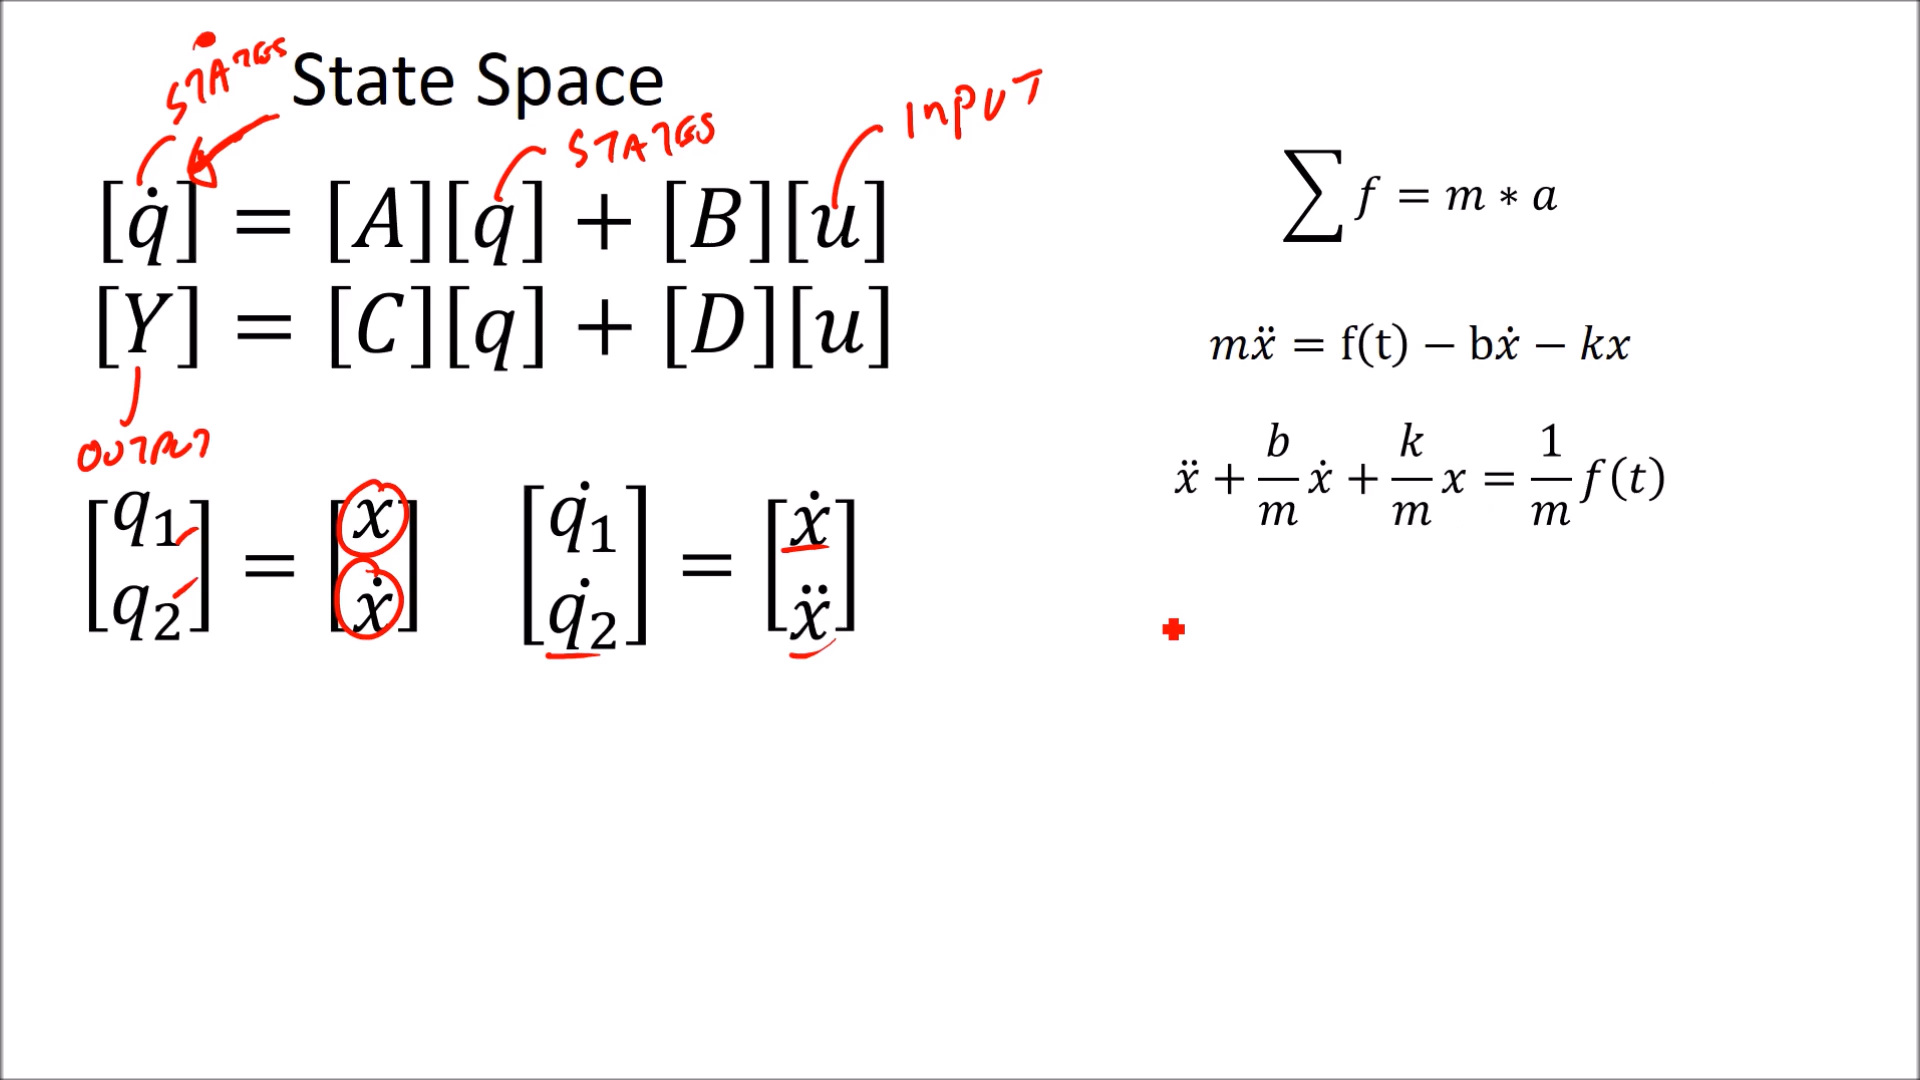 STATES
State Space
STATES
INPUT
[q̇] = [A][q] + [B][u]
[Y] = [C][q] + [D][u]
OUTPUT
[q₁ q₂] = [x ẋ]   [q̇₁ q̇₂] = [ẋ ẍ]
∑ f = m ∗ a
mẍ = f(t) − bẋ − kx
ẍ + b/m ẋ + k/m x = 1/m f(t)